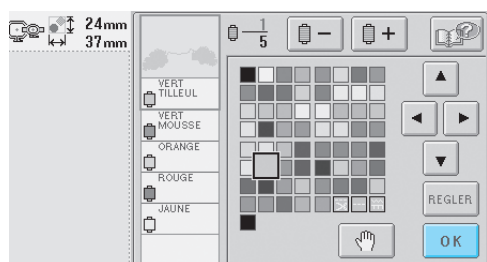 24mm
37mm
1
5
−
+
?
VERT
TILLEUL
VERT
MOUSSE
ORANGE
ROUGE
JAUNE
REGLER
OK